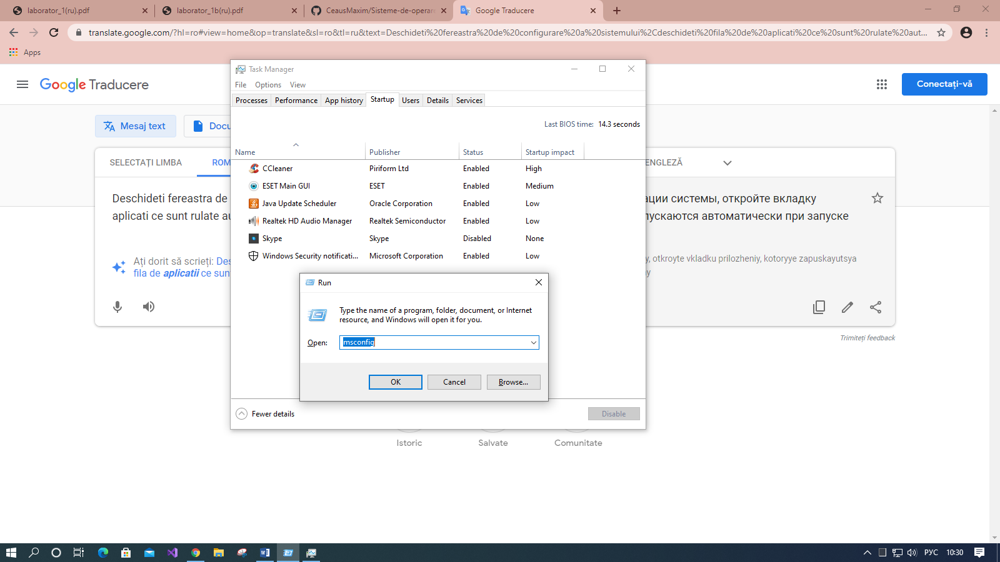 laborator_1(ru).pdf
laborator_1b(ru).pdf
CeausMaxim/Sisteme-de-operare
Google Traducere
translate.google.com/?hl=ro#view=home&op=translate&sl=ro&tl=ru&text=Deschideti%20fereastra%20de%20configurare%20a%20sistemului%2Cdeschideti%20fila%20de%20aplicati%20ce%20sunt%20rulate%20aut...
Apps
Google Traducere
Conectați-vă
Mesaj text
Docu
SELECTAȚI LIMBA
ROM
ENGLEZĂ
Deschideti fereastra de
aplicati ce sunt rulate au
ции системы, откройте вкладку
пускаются автоматически при запуске
Ați dorit să scrieți: Des
fila de aplicatii ce sun
y, otkroyte vkladku prilozheniy, kotoryye zapuskayutsya
y
Trimiteți feedback
Istoric
Salvate
Comunitate
Task Manager
File Options View
Processes Performance App history Startup Users Details Services
Last BIOS time: 14.3 seconds
Name Publisher Status Startup impact
CCleaner Piriform Ltd Enabled High
ESET Main GUI ESET Enabled Medium
Java Update Scheduler Oracle Corporation Enabled Low
Realtek HD Audio Manager Realtek Semiconductor Enabled Low
Skype Skype Disabled None
Windows Security notificati... Microsoft Corporation Enabled Low
Run
Type the name of a program, folder, document, or Internet
resource, and Windows will open it for you.
Open: msconfig
OK Cancel Browse...
Fewer details
Disable
РУС 10:30